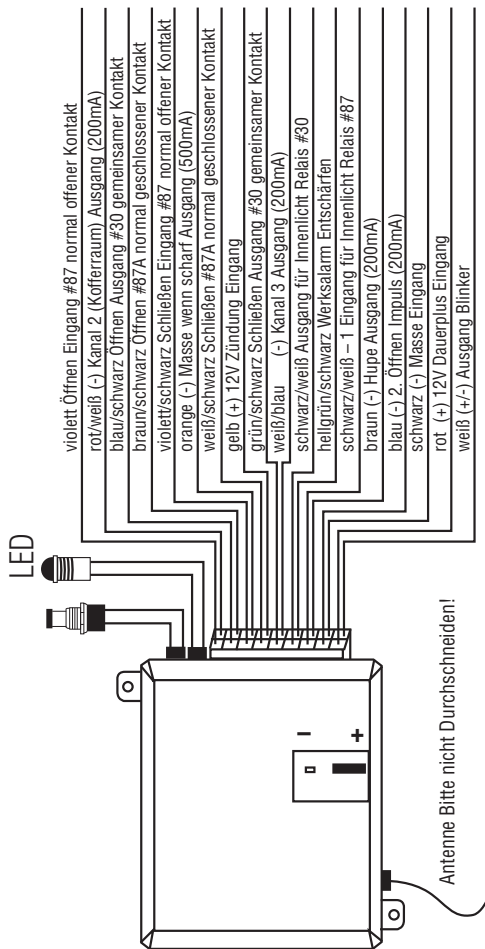 LED
violett Öffnen Eingang #87 normal offener Kontakt
rot/weiß (-) Kanal 2 (Kofferraum) Ausgang (200mA)
blau/schwarz Öffnen Ausgang #30 gemeinsamer Kontakt
braun/schwarz Öffnen #87A normal geschlossener Kontakt
violett/schwarz Schließen Eingang #87 normal offener Kontakt
orange (-) Masse wenn scharf Ausgang (500mA)
weiß/schwarz Schließen #87A normal geschlossener Kontakt
gelb (+) 12V Zündung Eingang
grün/schwarz Schließen Ausgang #30 gemeinsamer Kontakt
weiß/blau (-) Kanal 3 Ausgang (200mA)
schwarz/weiß Ausgang für Innenlicht Relais #30
hellgrün/schwarz Werksalarm Entschärfen
schwarz/weiß – 1 Eingang für Innenlicht Relais #87
braun (-) Hupe Ausgang (200mA)
blau (-) 2. Öffnen Impuls (200mA)
schwarz (-) Masse Eingang
rot (+) 12V Dauerplus Eingang
weiß (+/-) Ausgang Blinker
– +
Antenne Bitte nicht Durchschneiden!